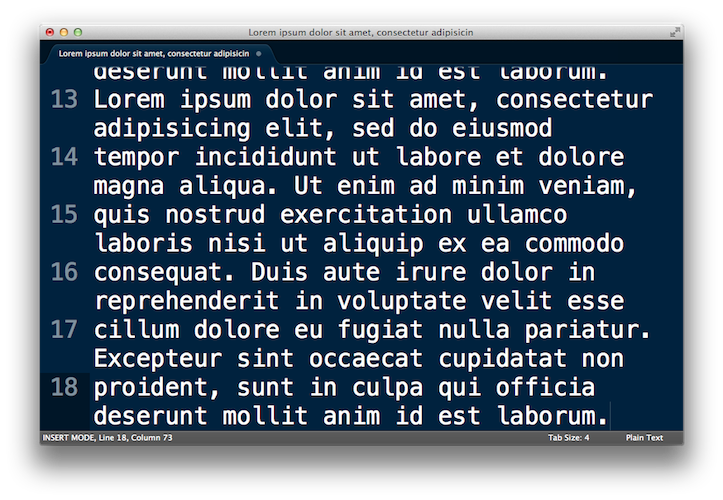 Lorem ipsum dolor sit amet, consectetur adipisicin
Lorem ipsum dolor sit amet, consectetur adipisicin
deserunt mollit anim id est laborum.
13 Lorem ipsum dolor sit amet, consectetur
adipisicing elit, sed do eiusmod
14 tempor incididunt ut labore et dolore
magna aliqua. Ut enim ad minim veniam,
15 quis nostrud exercitation ullamco
laboris nisi ut aliquip ex ea commodo
16 consequat. Duis aute irure dolor in
reprehenderit in voluptate velit esse
17 cillum dolore eu fugiat nulla pariatur.
Excepteur sint occaecat cupidatat non
18 proident, sunt in culpa qui officia
deserunt mollit anim id est laborum.
INSERT MODE, Line 18, Column 73 Tab Size: 4 Plain Text